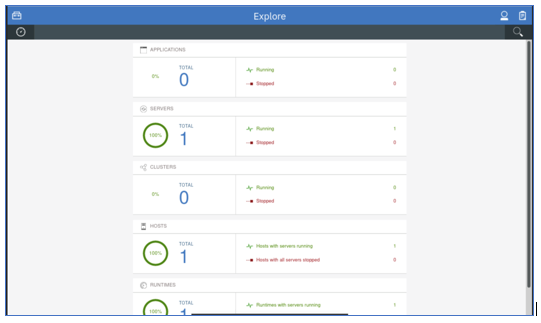 Explore
APPLICATIONS
0%
TOTAL
0
Running 0
Stopped 0
SERVERS
100%
TOTAL
1
Running 1
Stopped 0
CLUSTERS
0%
TOTAL
0
Running 0
Stopped 0
HOSTS
100%
TOTAL
1
Hosts with servers running 1
Hosts with all servers stopped 0
RUNTIMES
100%
TOTAL
1
Runtimes with servers running 1